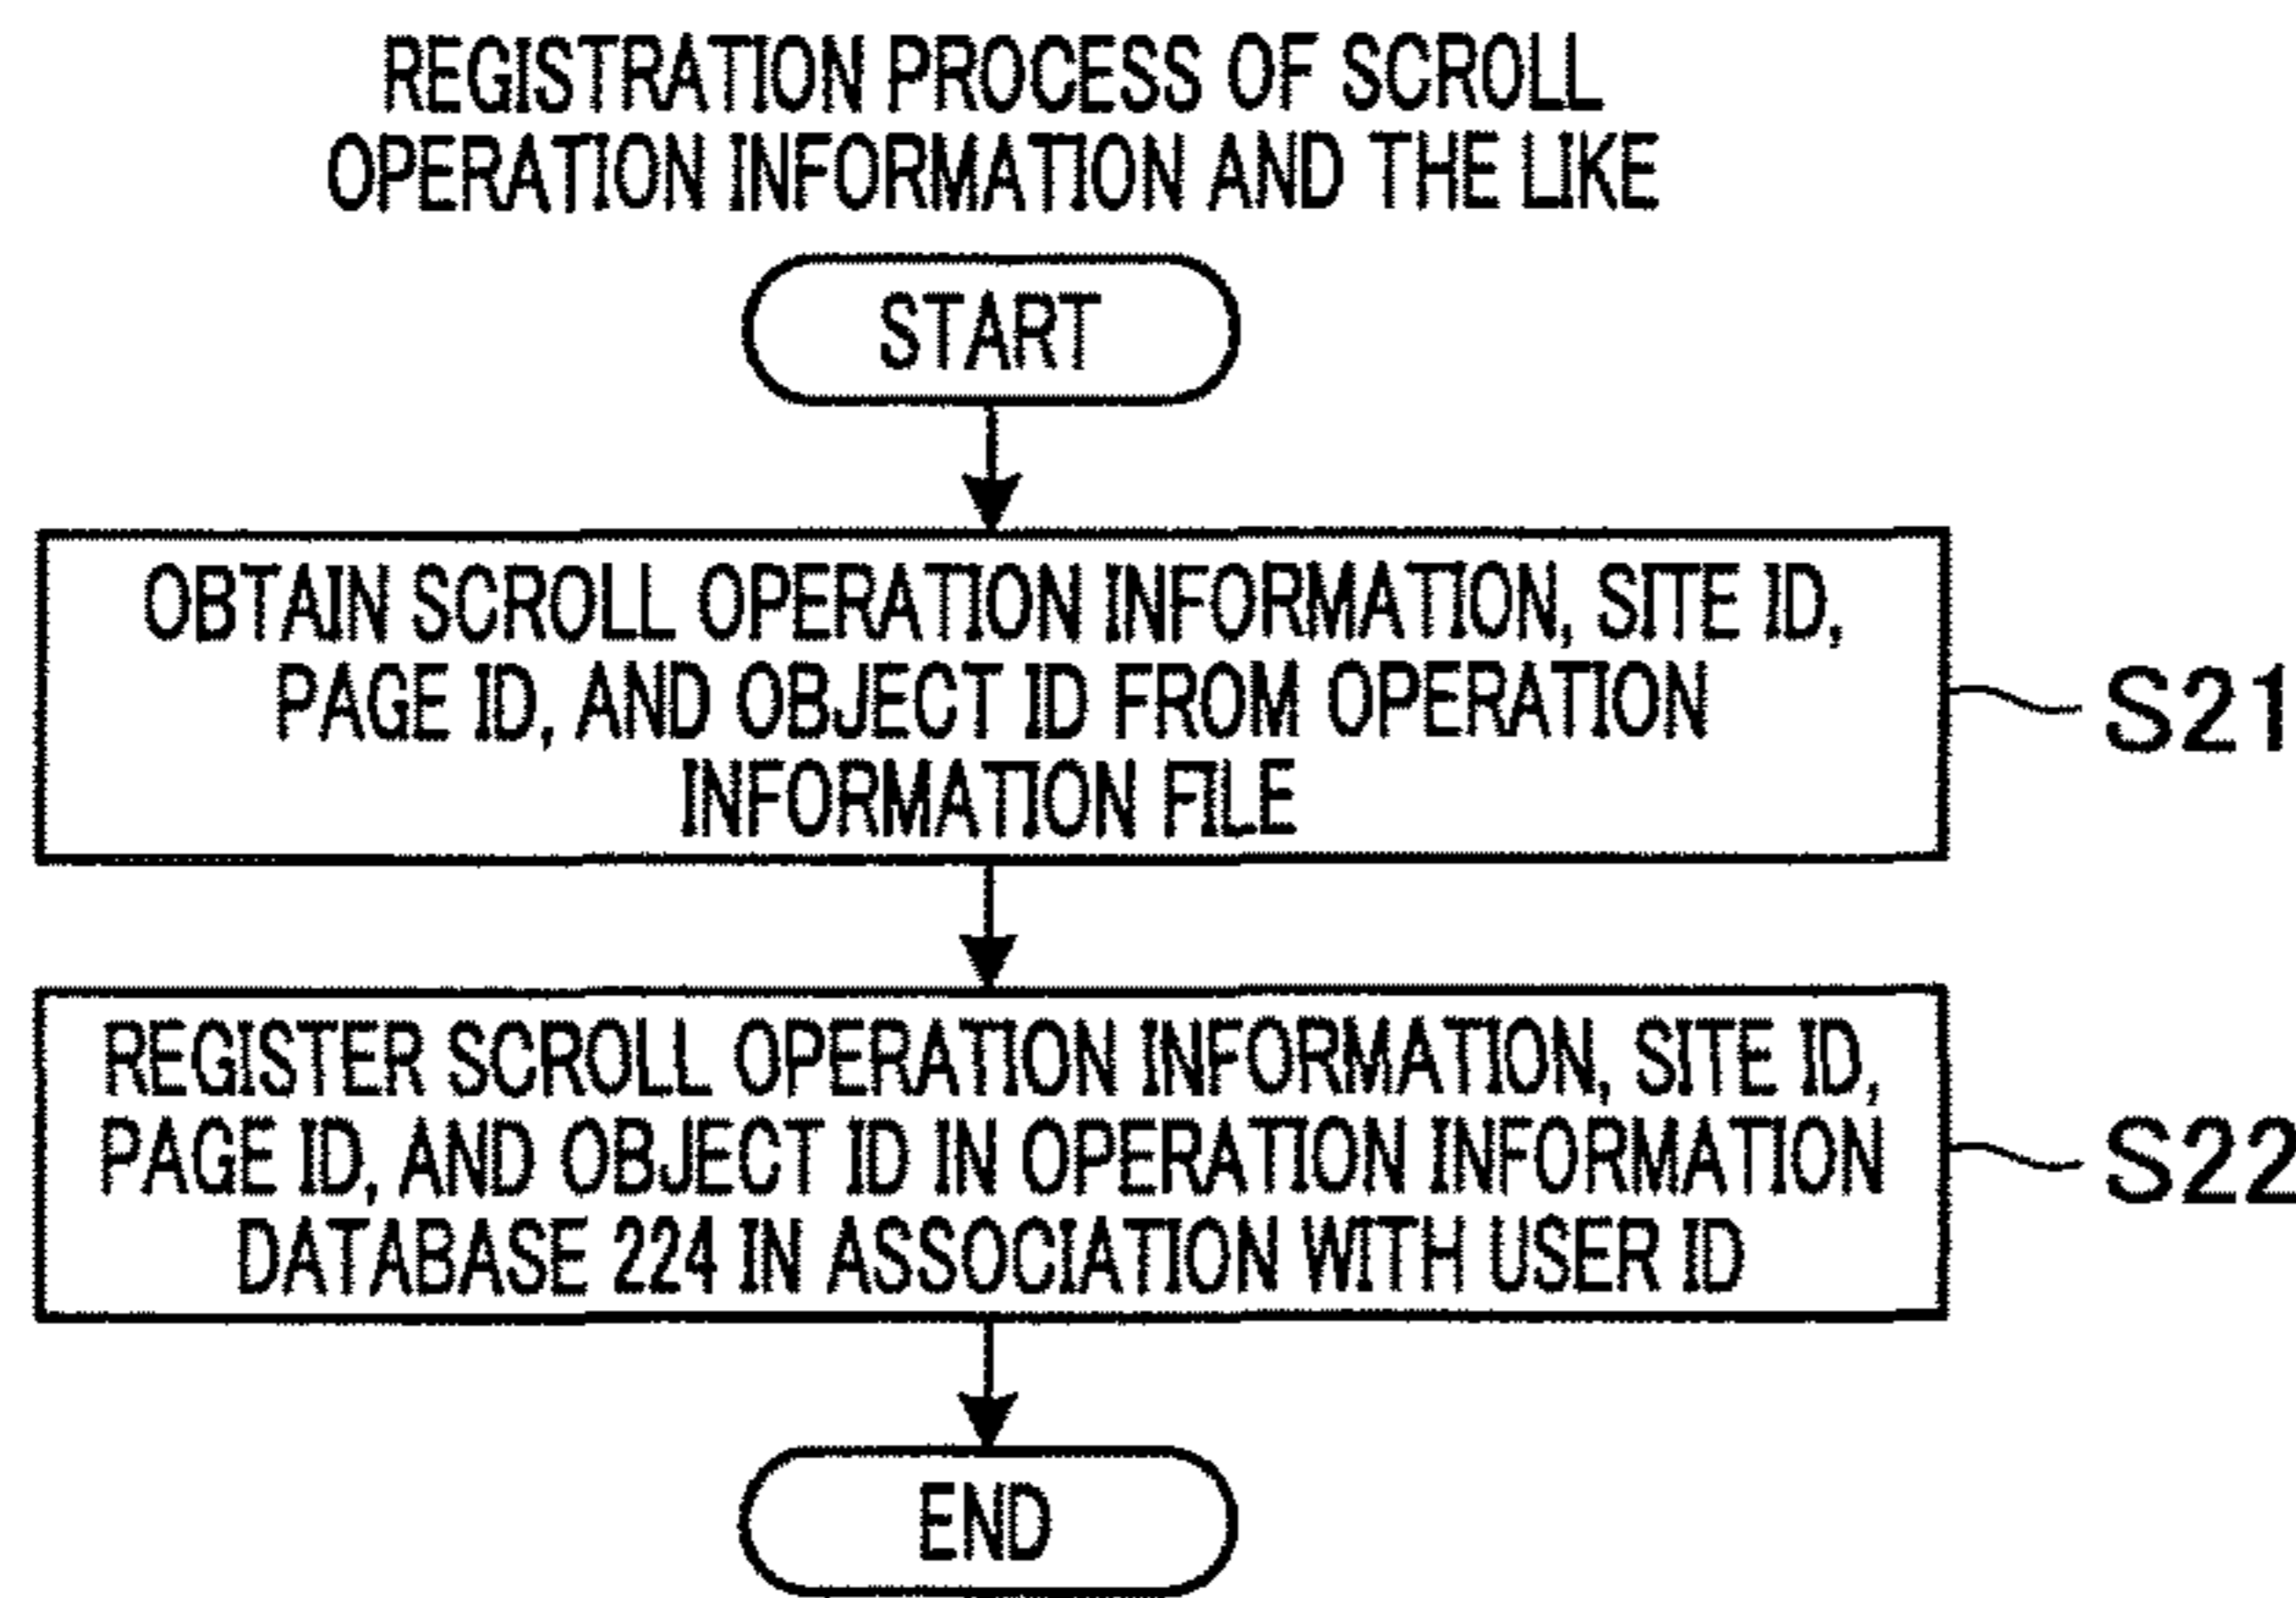 REGISTRATION PROCESS OF SCROLL
OPERATION INFORMATION AND THE LIKE
START
OBTAIN SCROLL OPERATION INFORMATION, SITE ID,
PAGE ID, AND OBJECT ID FROM OPERATION
INFORMATION FILE
S21
REGISTER SCROLL OPERATION INFORMATION, SITE ID,
PAGE ID, AND OBJECT ID IN OPERATION INFORMATION
DATABASE 224 IN ASSOCIATION WITH USER ID
S22
END